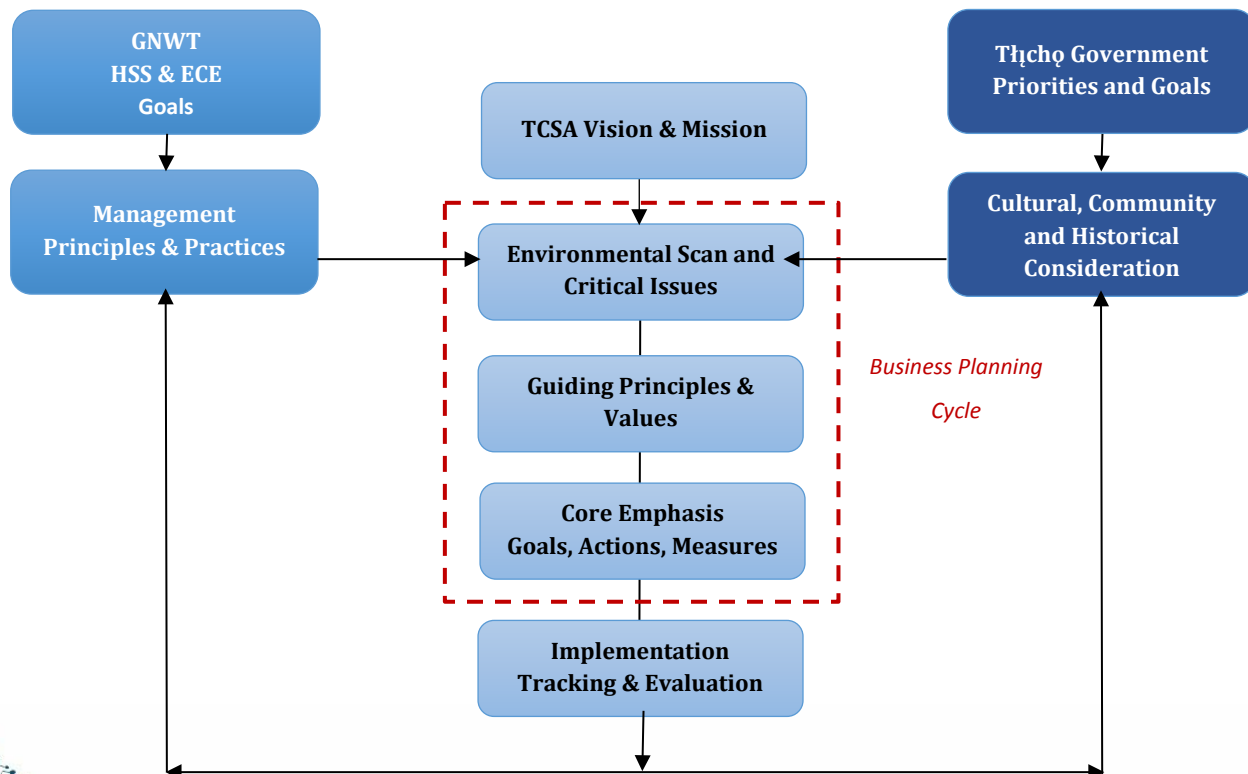 GNWT
HSS & ECE
Goals
Tłı̨chǫ Government
Priorities and Goals
TCSA Vision & Mission
Management
Principles & Practices
Environmental Scan and
Critical Issues
Cultural, Community
and Historical
Consideration
Guiding Principles &
Values
Business Planning
Cycle
Core Emphasis
Goals, Actions, Measures
Implementation
Tracking & Evaluation